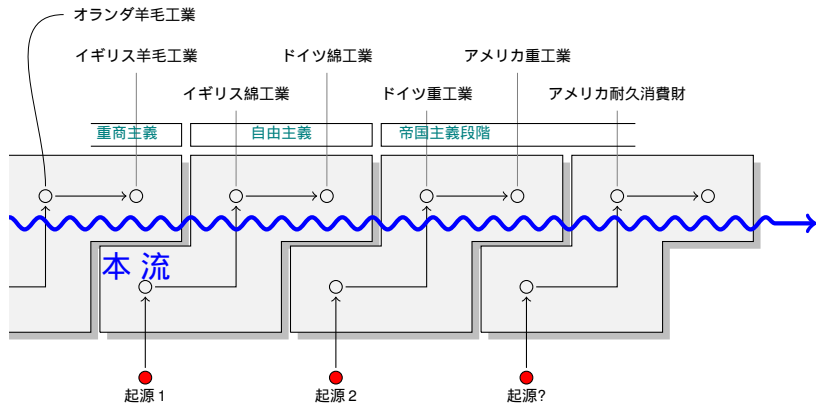 オランダ羊毛工業
イギリス羊毛工業
ドイツ綿工業
アメリカ重工業
イギリス綿工業
ドイツ重工業
アメリカ耐久消費財
重商主義
自由主義
帝国主義段階
本 流
起源 1
起源 2
起源?